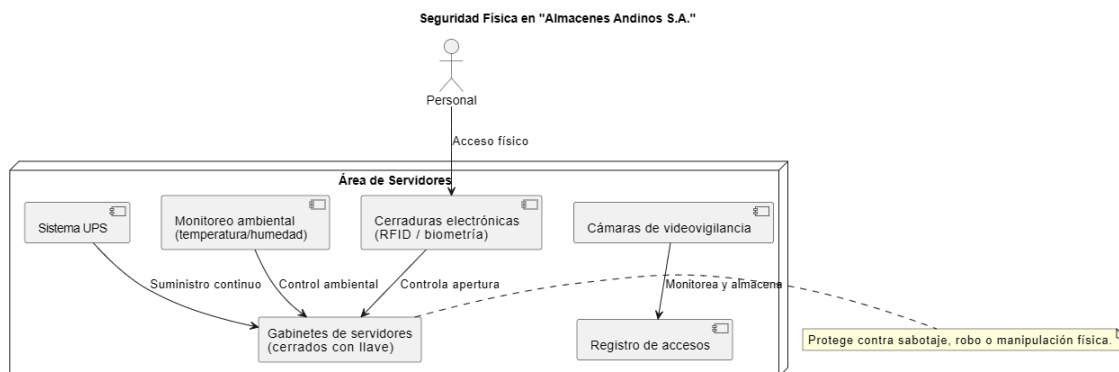 Seguridad Física en "Almacenes Andinos S.A."
Personal
Acceso físico
Área de Servidores
Sistema UPS
Monitoreo ambiental
(temperatura/humedad)
Cerraduras electrónicas
(RFID / biometría)
Cámaras de videovigilancia
Suministro continuo
Control ambiental
Controla apertura
Monitorea y almacena
Gabinetes de servidores
(cerrados con llave)
Registro de accesos
Protege contra sabotaje, robo o manipulación física.